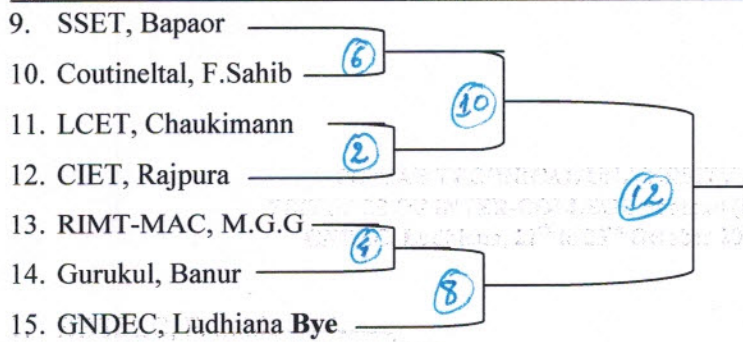 9. SSET, Bapaor
6
10. Coutineltal, F.Sahib
10
11. LCET, Chaukimann
2
12. CIET, Rajpura
12
13. RIMT-MAC, M.G.G
4
14. Gurukul, Banur
8
15. GNDEC, Ludhiana Bye